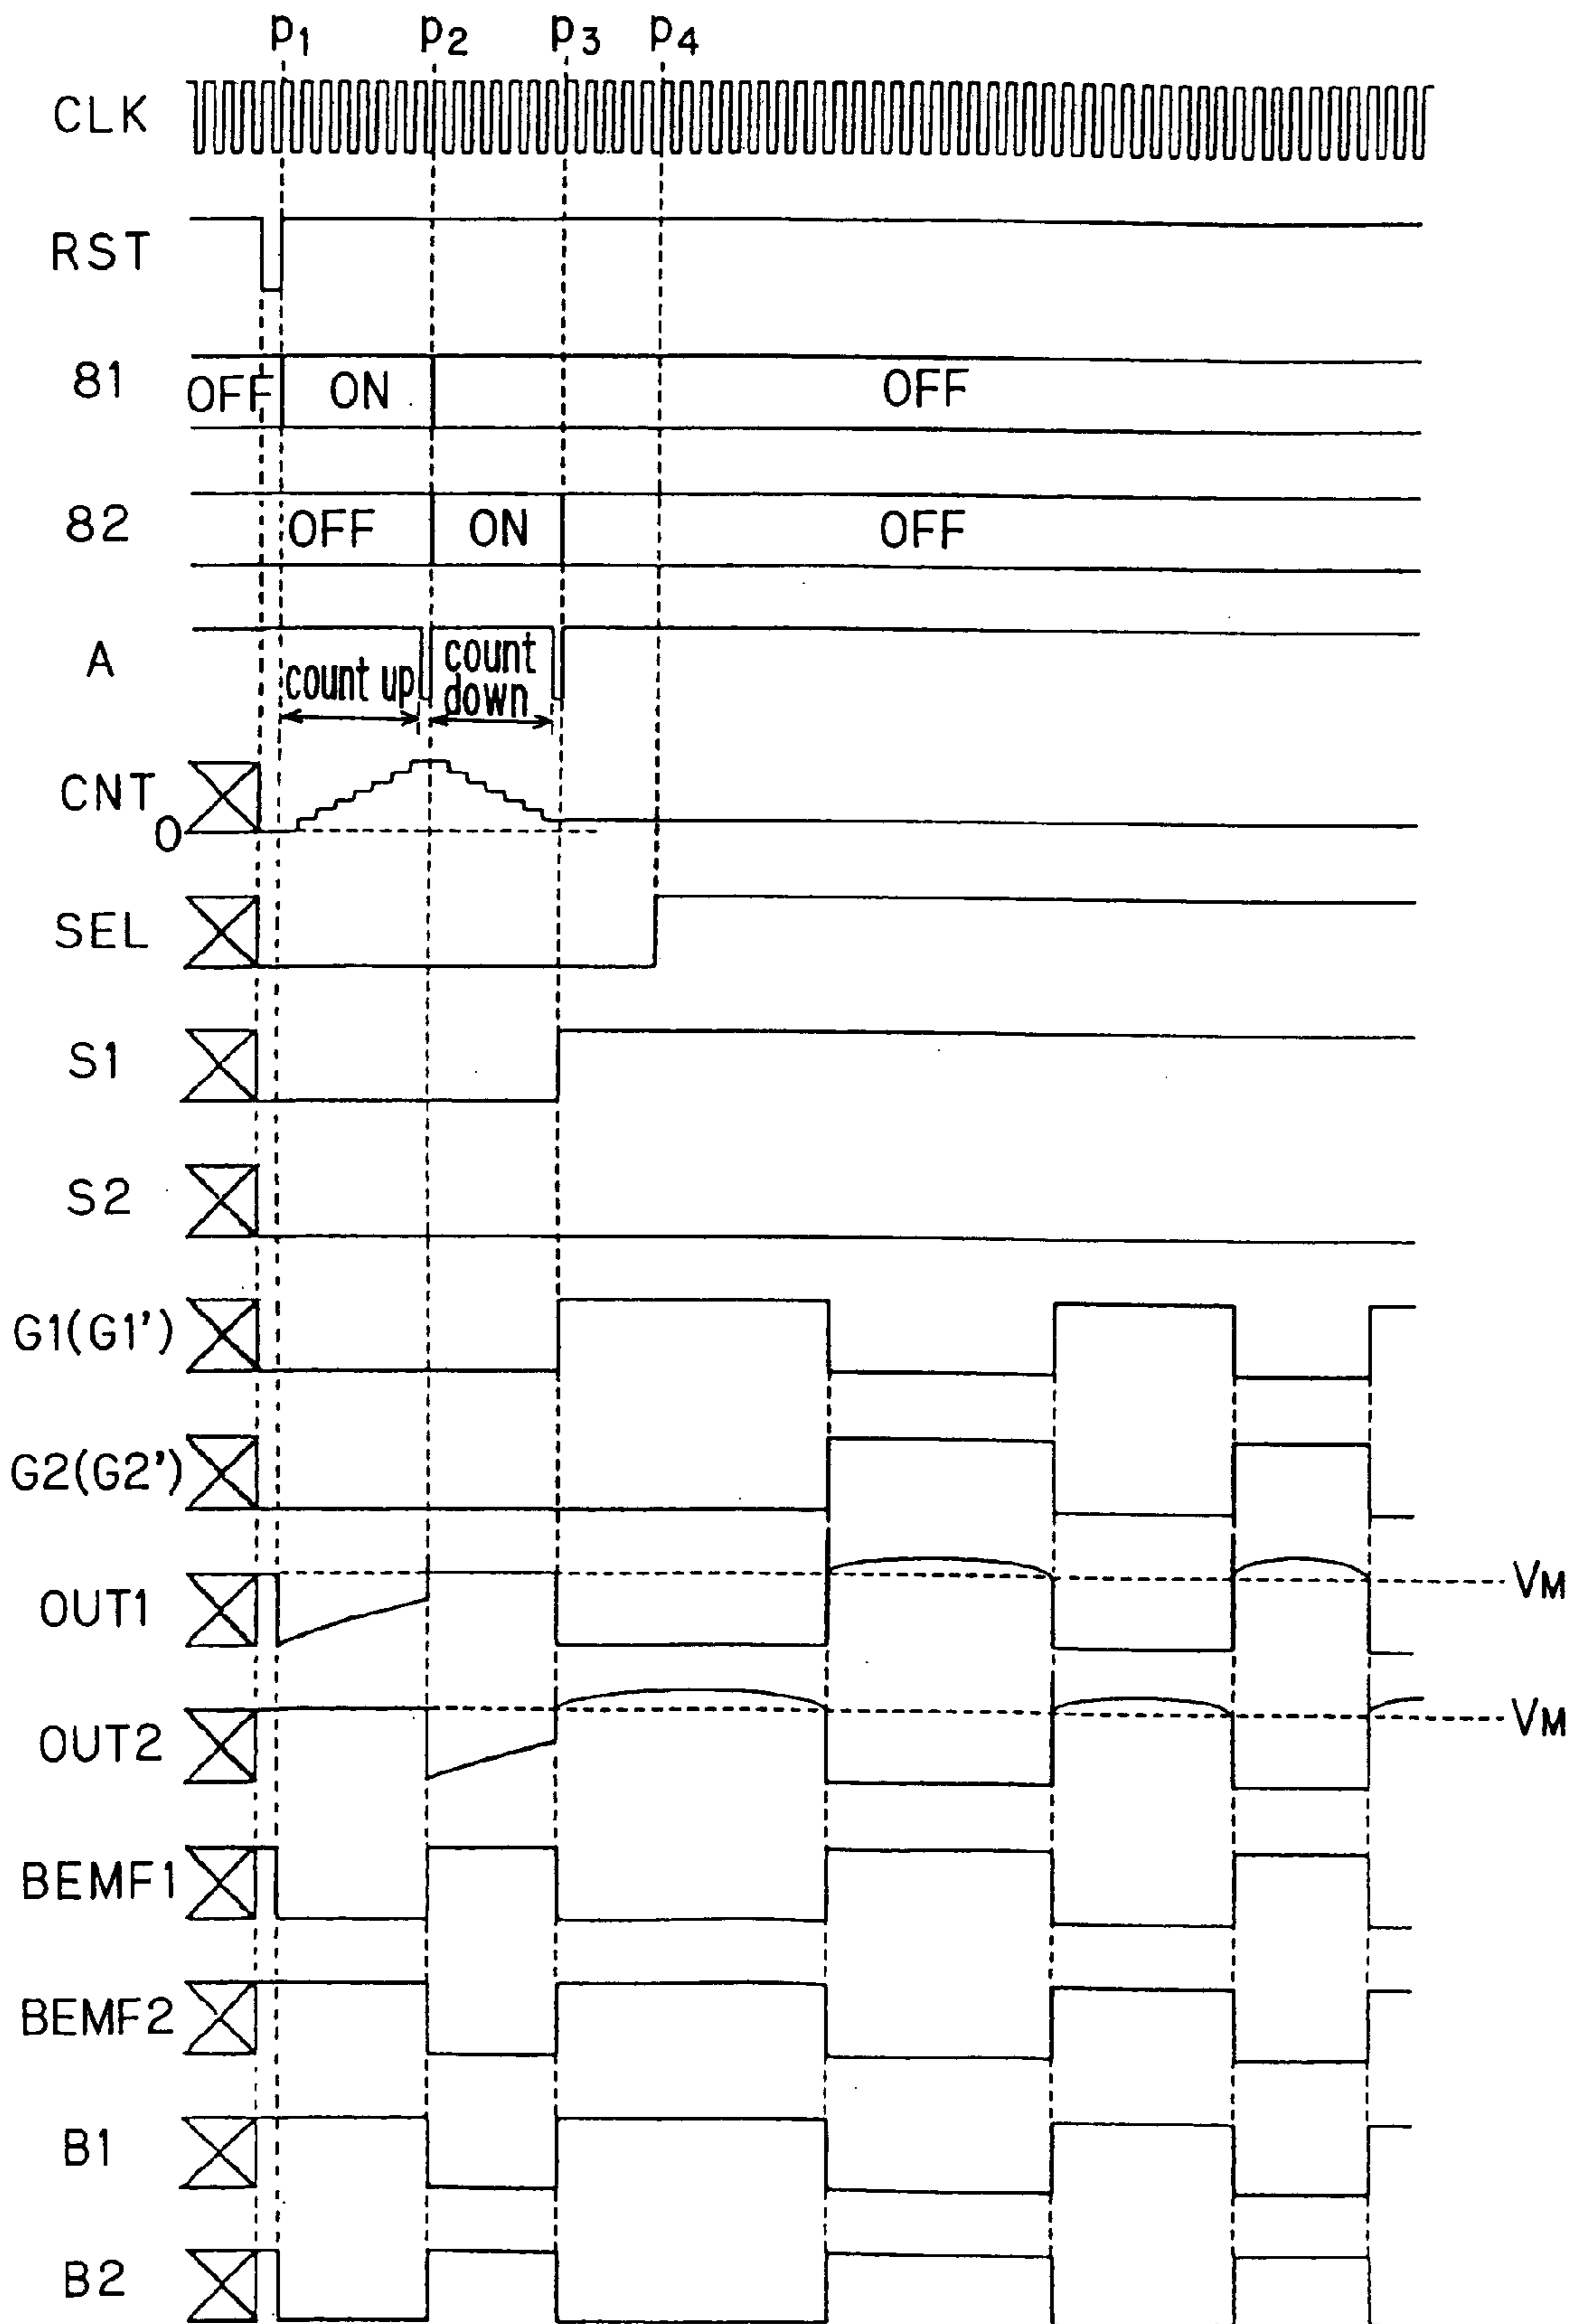 p1 p2 p3 p4
CLK
RST
81 OFF ON OFF
82 OFF ON OFF
A count up count down
CNT
0
SEL
S1
S2
G1(G1')
G2(G2')
OUT1 VM
OUT2 VM
BEMF1
BEMF2
B1
B2